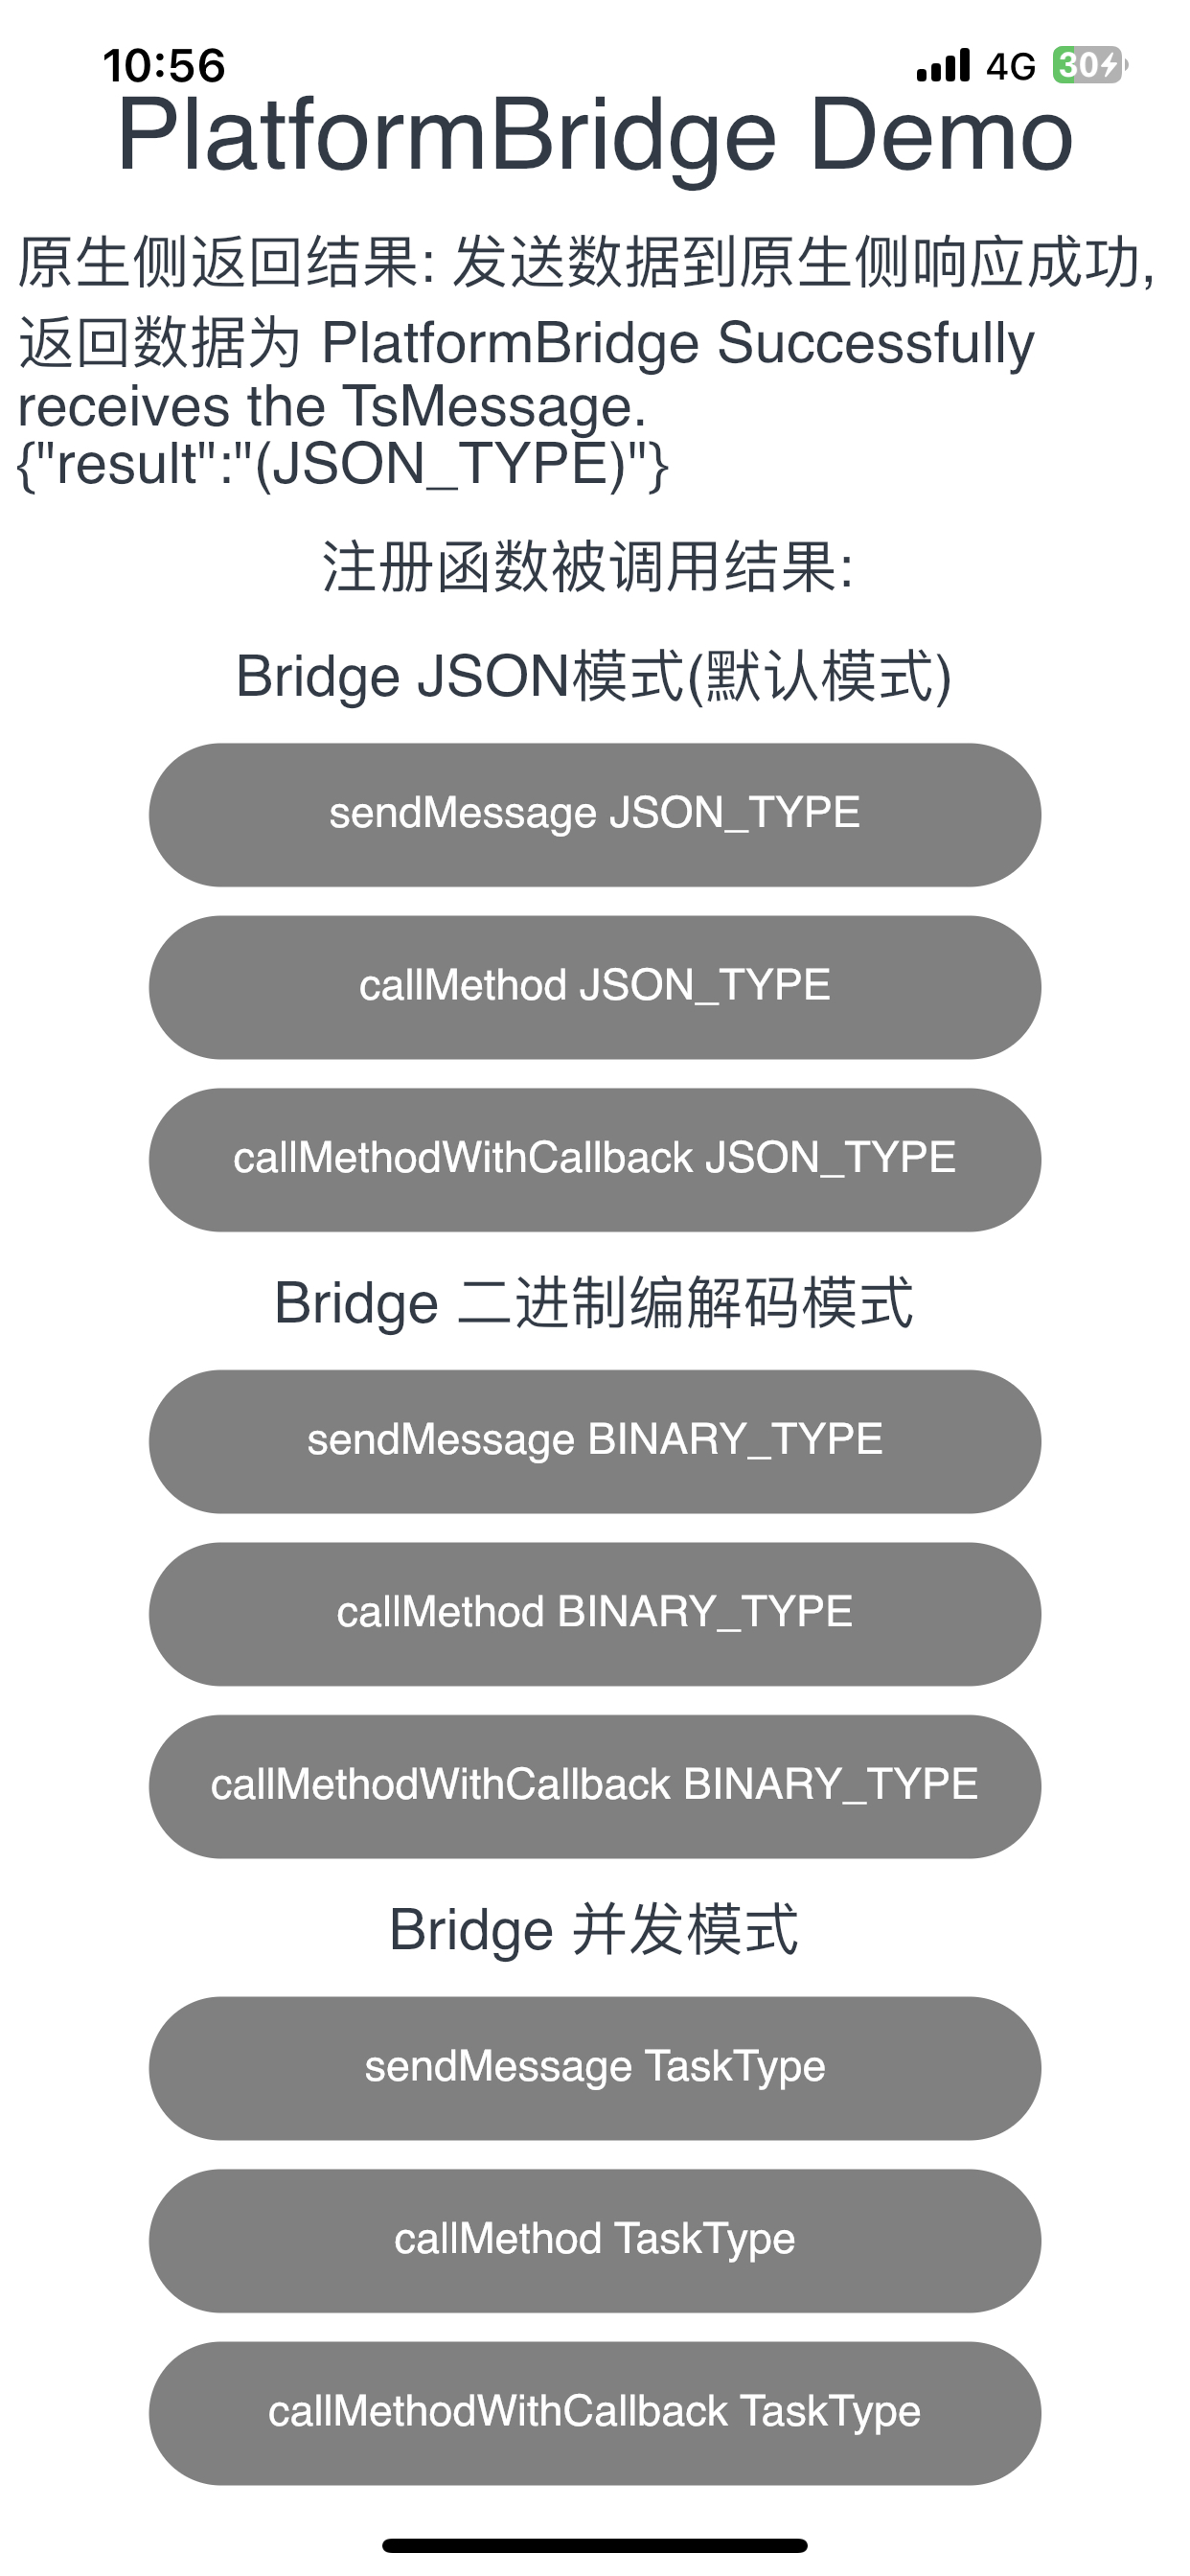 10:56
4G
30
PlatformBridge Demo
原生侧返回结果: 发送数据到原生侧响应成功,
返回数据为 PlatformBridge Successfully
receives the TsMessage.
{"result":"(JSON_TYPE)"}
注册函数被调用结果:
Bridge JSON模式(默认模式)
sendMessage JSON_TYPE
callMethod JSON_TYPE
callMethodWithCallback JSON_TYPE
Bridge 二进制编解码模式
sendMessage BINARY_TYPE
callMethod BINARY_TYPE
callMethodWithCallback BINARY_TYPE
Bridge 并发模式
sendMessage TaskType
callMethod TaskType
callMethodWithCallback TaskType